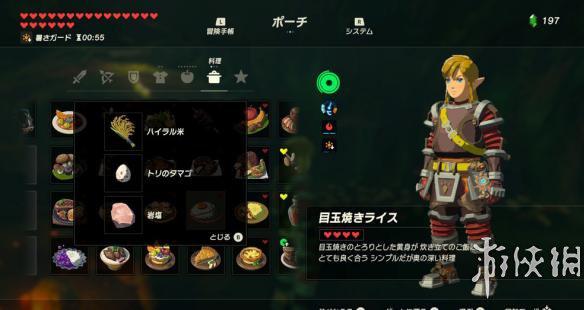 暑さガード 00:55
L
冒険手帳
ポーチ
R
システム
197
料理
ハイラル米
トリのタマゴ
岩塩
とじる B
目玉焼きライス
目玉焼きのとろりとした黄身が 炊き立てのご飯に
とても良く合う シンプルだが奥の深い料理
游侠網